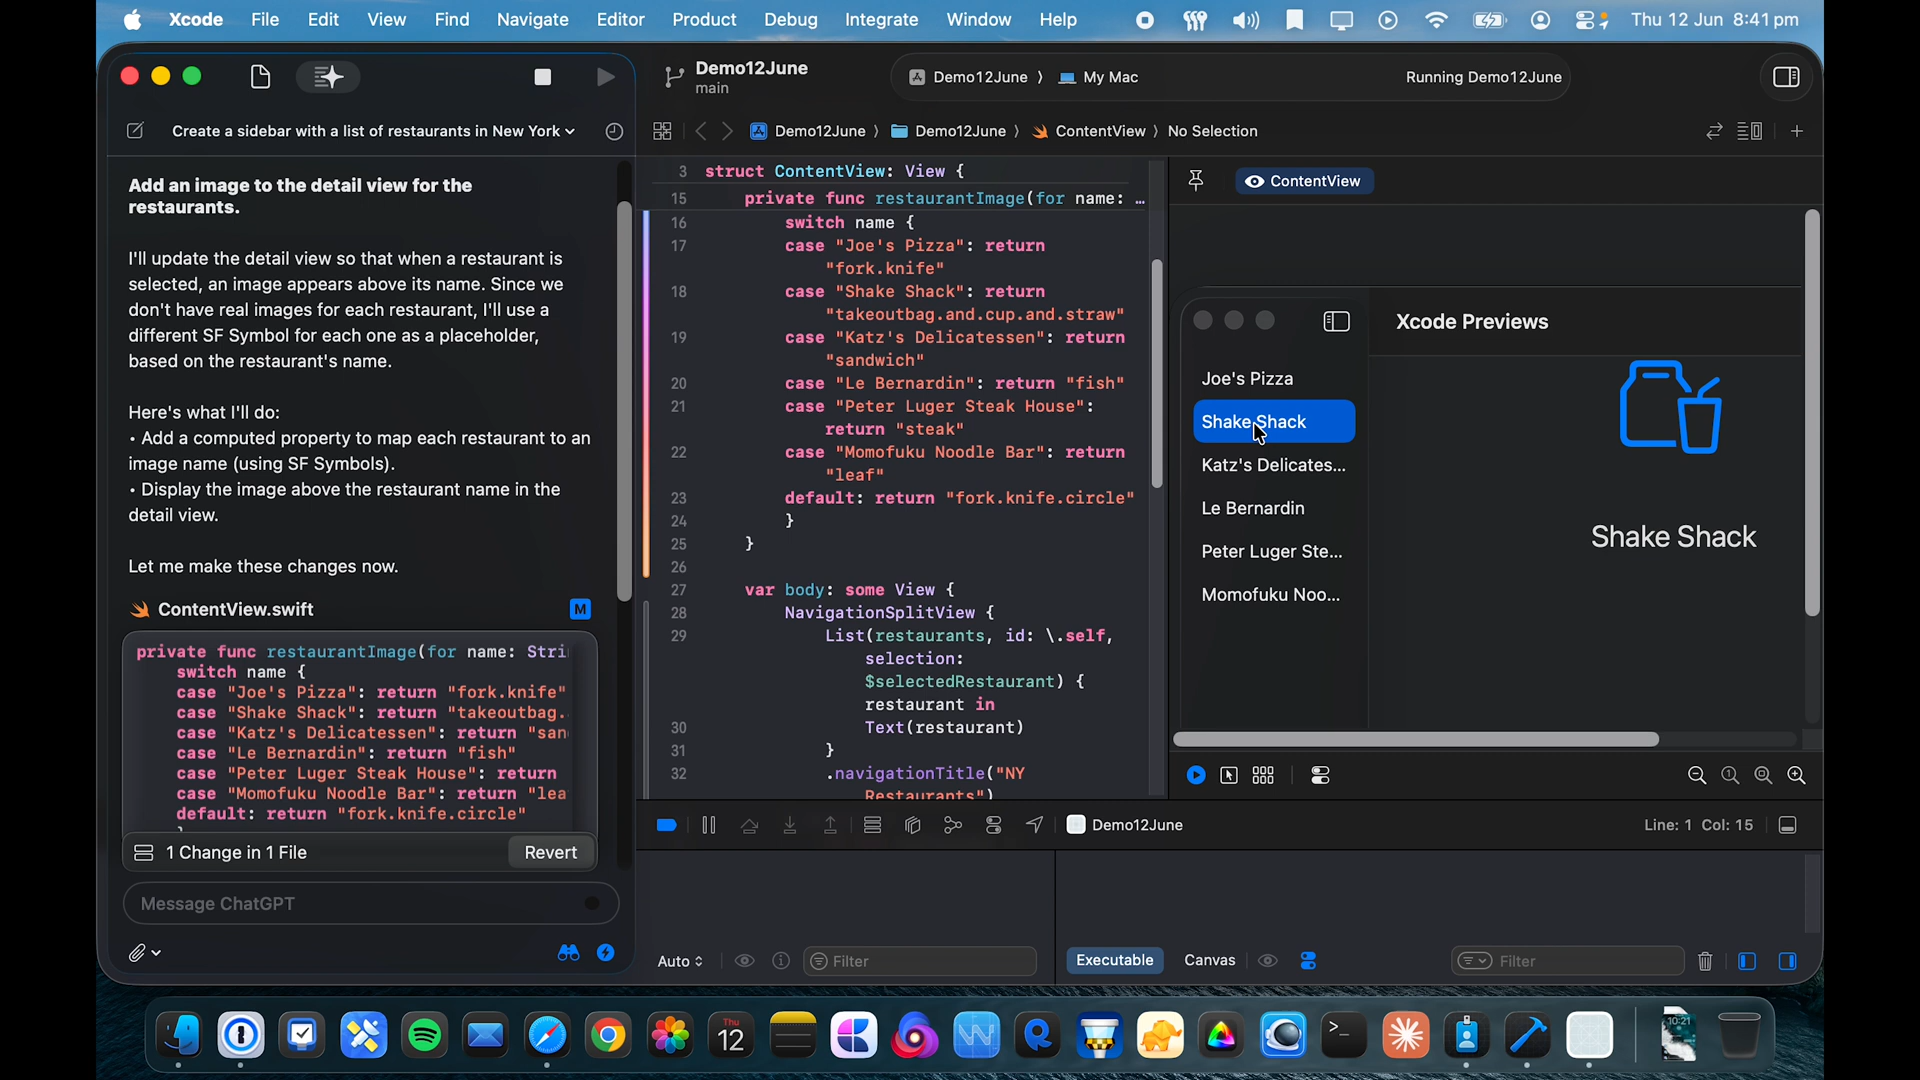 Xcode File Edit View Find Navigate Editor Product Debug Integrate Window Help Thu 12 Jun 8:41 pm
Demo12June
main
Demo12June 〉 My Mac
Running Demo12June
Create a sidebar with a list of restaurants in New York
Demo12June 〉 Demo12June 〉 ContentView 〉 No Selection
Add an image to the detail view for the
restaurants.
I'll update the detail view so that when a restaurant is
selected, an image appears above its name. Since we
don't have real images for each restaurant, I'll use a
different SF Symbol for each one as a placeholder,
based on the restaurant's name.
Here's what I'll do:
• Add a computed property to map each restaurant to an
image name (using SF Symbols).
• Display the image above the restaurant name in the
detail view.
Let me make these changes now.
ContentView.swift M
private func restaurantImage(for name: Stri
switch name {
case "Joe's Pizza": return "fork.knife"
case "Shake Shack": return "takeoutbag.
case "Katz's Delicatessen": return "san
case "Le Bernardin": return "fish"
case "Peter Luger Steak House": return
case "Momofuku Noodle Bar": return "lea
default: return "fork.knife.circle"
1 Change in 1 File Revert
Message ChatGPT
3 struct ContentView: View {
15 private func restaurantImage(for name: …
16 switch name {
17 case "Joe's Pizza": return
"fork.knife"
18 case "Shake Shack": return
"takeoutbag.and.cup.and.straw"
19 case "Katz's Delicatessen": return
"sandwich"
20 case "Le Bernardin": return "fish"
21 case "Peter Luger Steak House":
return "steak"
22 case "Momofuku Noodle Bar": return
"leaf"
23 default: return "fork.knife.circle"
24 }
25 }
26
27 var body: some View {
28 NavigationSplitView {
29 List(restaurants, id: \.self,
selection:
$selectedRestaurant) {
restaurant in
30 Text(restaurant)
31 }
32 .navigationTitle("NY
Restaurants")
ContentView
Xcode Previews
Joe's Pizza
Shake Shack
Katz's Delicates...
Le Bernardin
Peter Luger Ste...
Momofuku Noo...
Shake Shack
Demo12June
Line: 1 Col: 15
Auto
Filter
Executable
Canvas
Filter
Thu
12
10:21